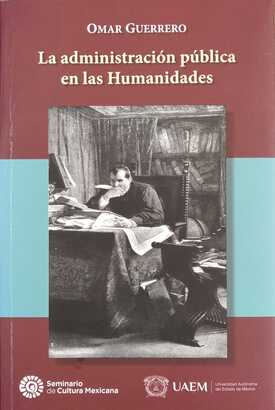 OMAR GUERRERO
La administración pública
en las Humanidades
Seminario
de Cultura Mexicana
UAEM
Universidad Autónoma
del Estado de México